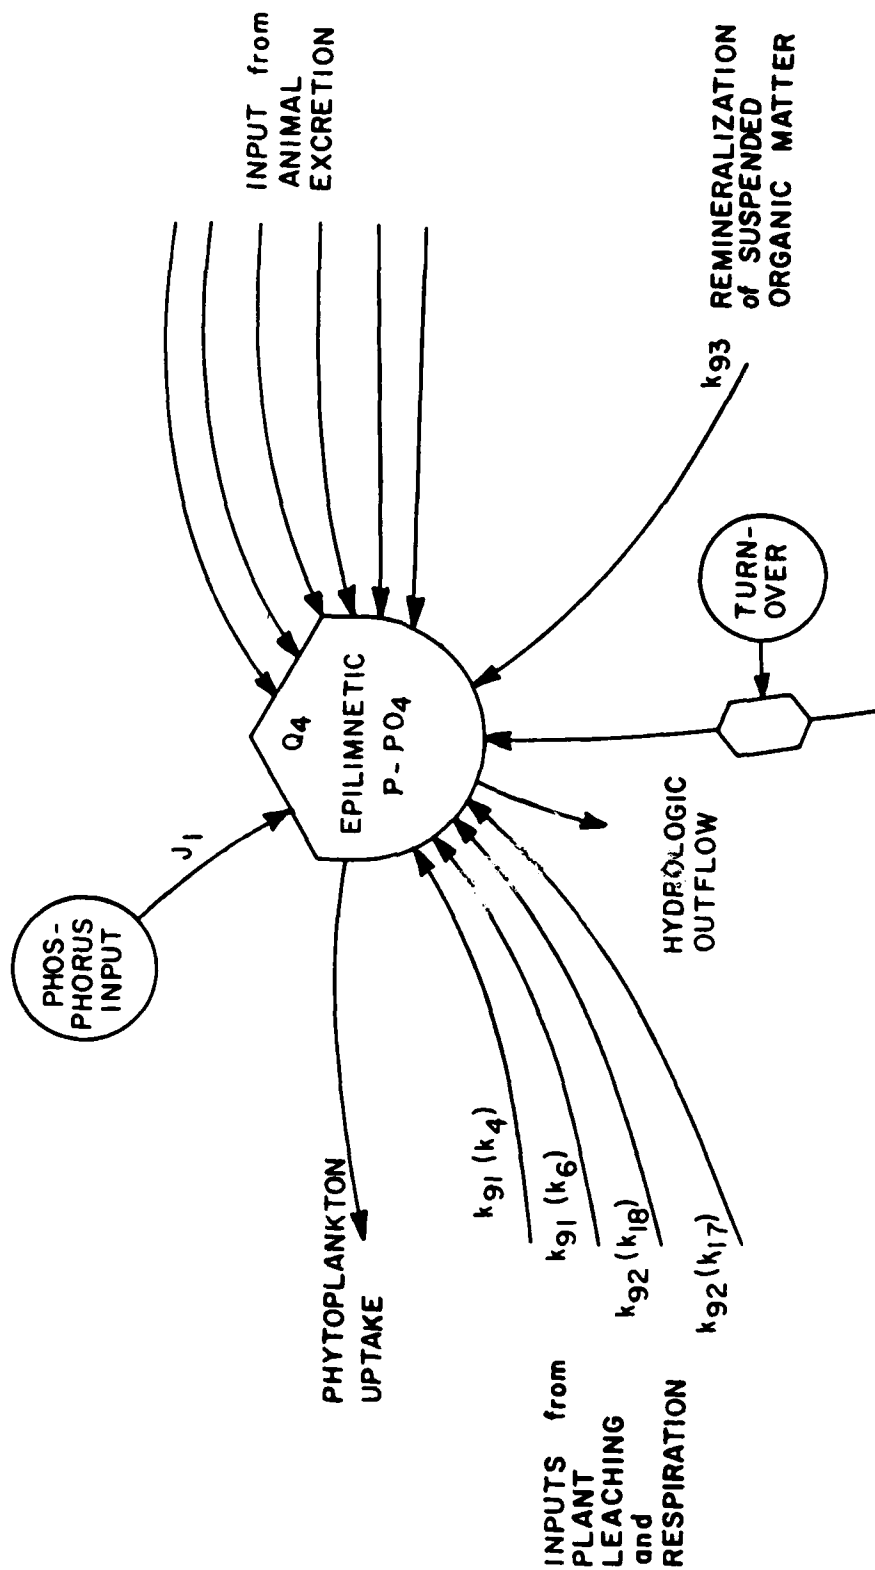 PHOS-
PHORUS
INPUT
J1
INPUT from
ANIMAL
EXCRETION
Q4
EPILIMNETIC
P-PO4
PHYTOPLANKTON
UPTAKE
k91 (k4)
k91 (k6)
k92 (k18)
k92 (k17)
INPUTS from
PLANT
LEACHING
and
RESPIRATION
HYDROLOGIC
OUTFLOW
TURN-
OVER
k93
REMINERALIZATION
of SUSPENDED
ORGANIC MATTER